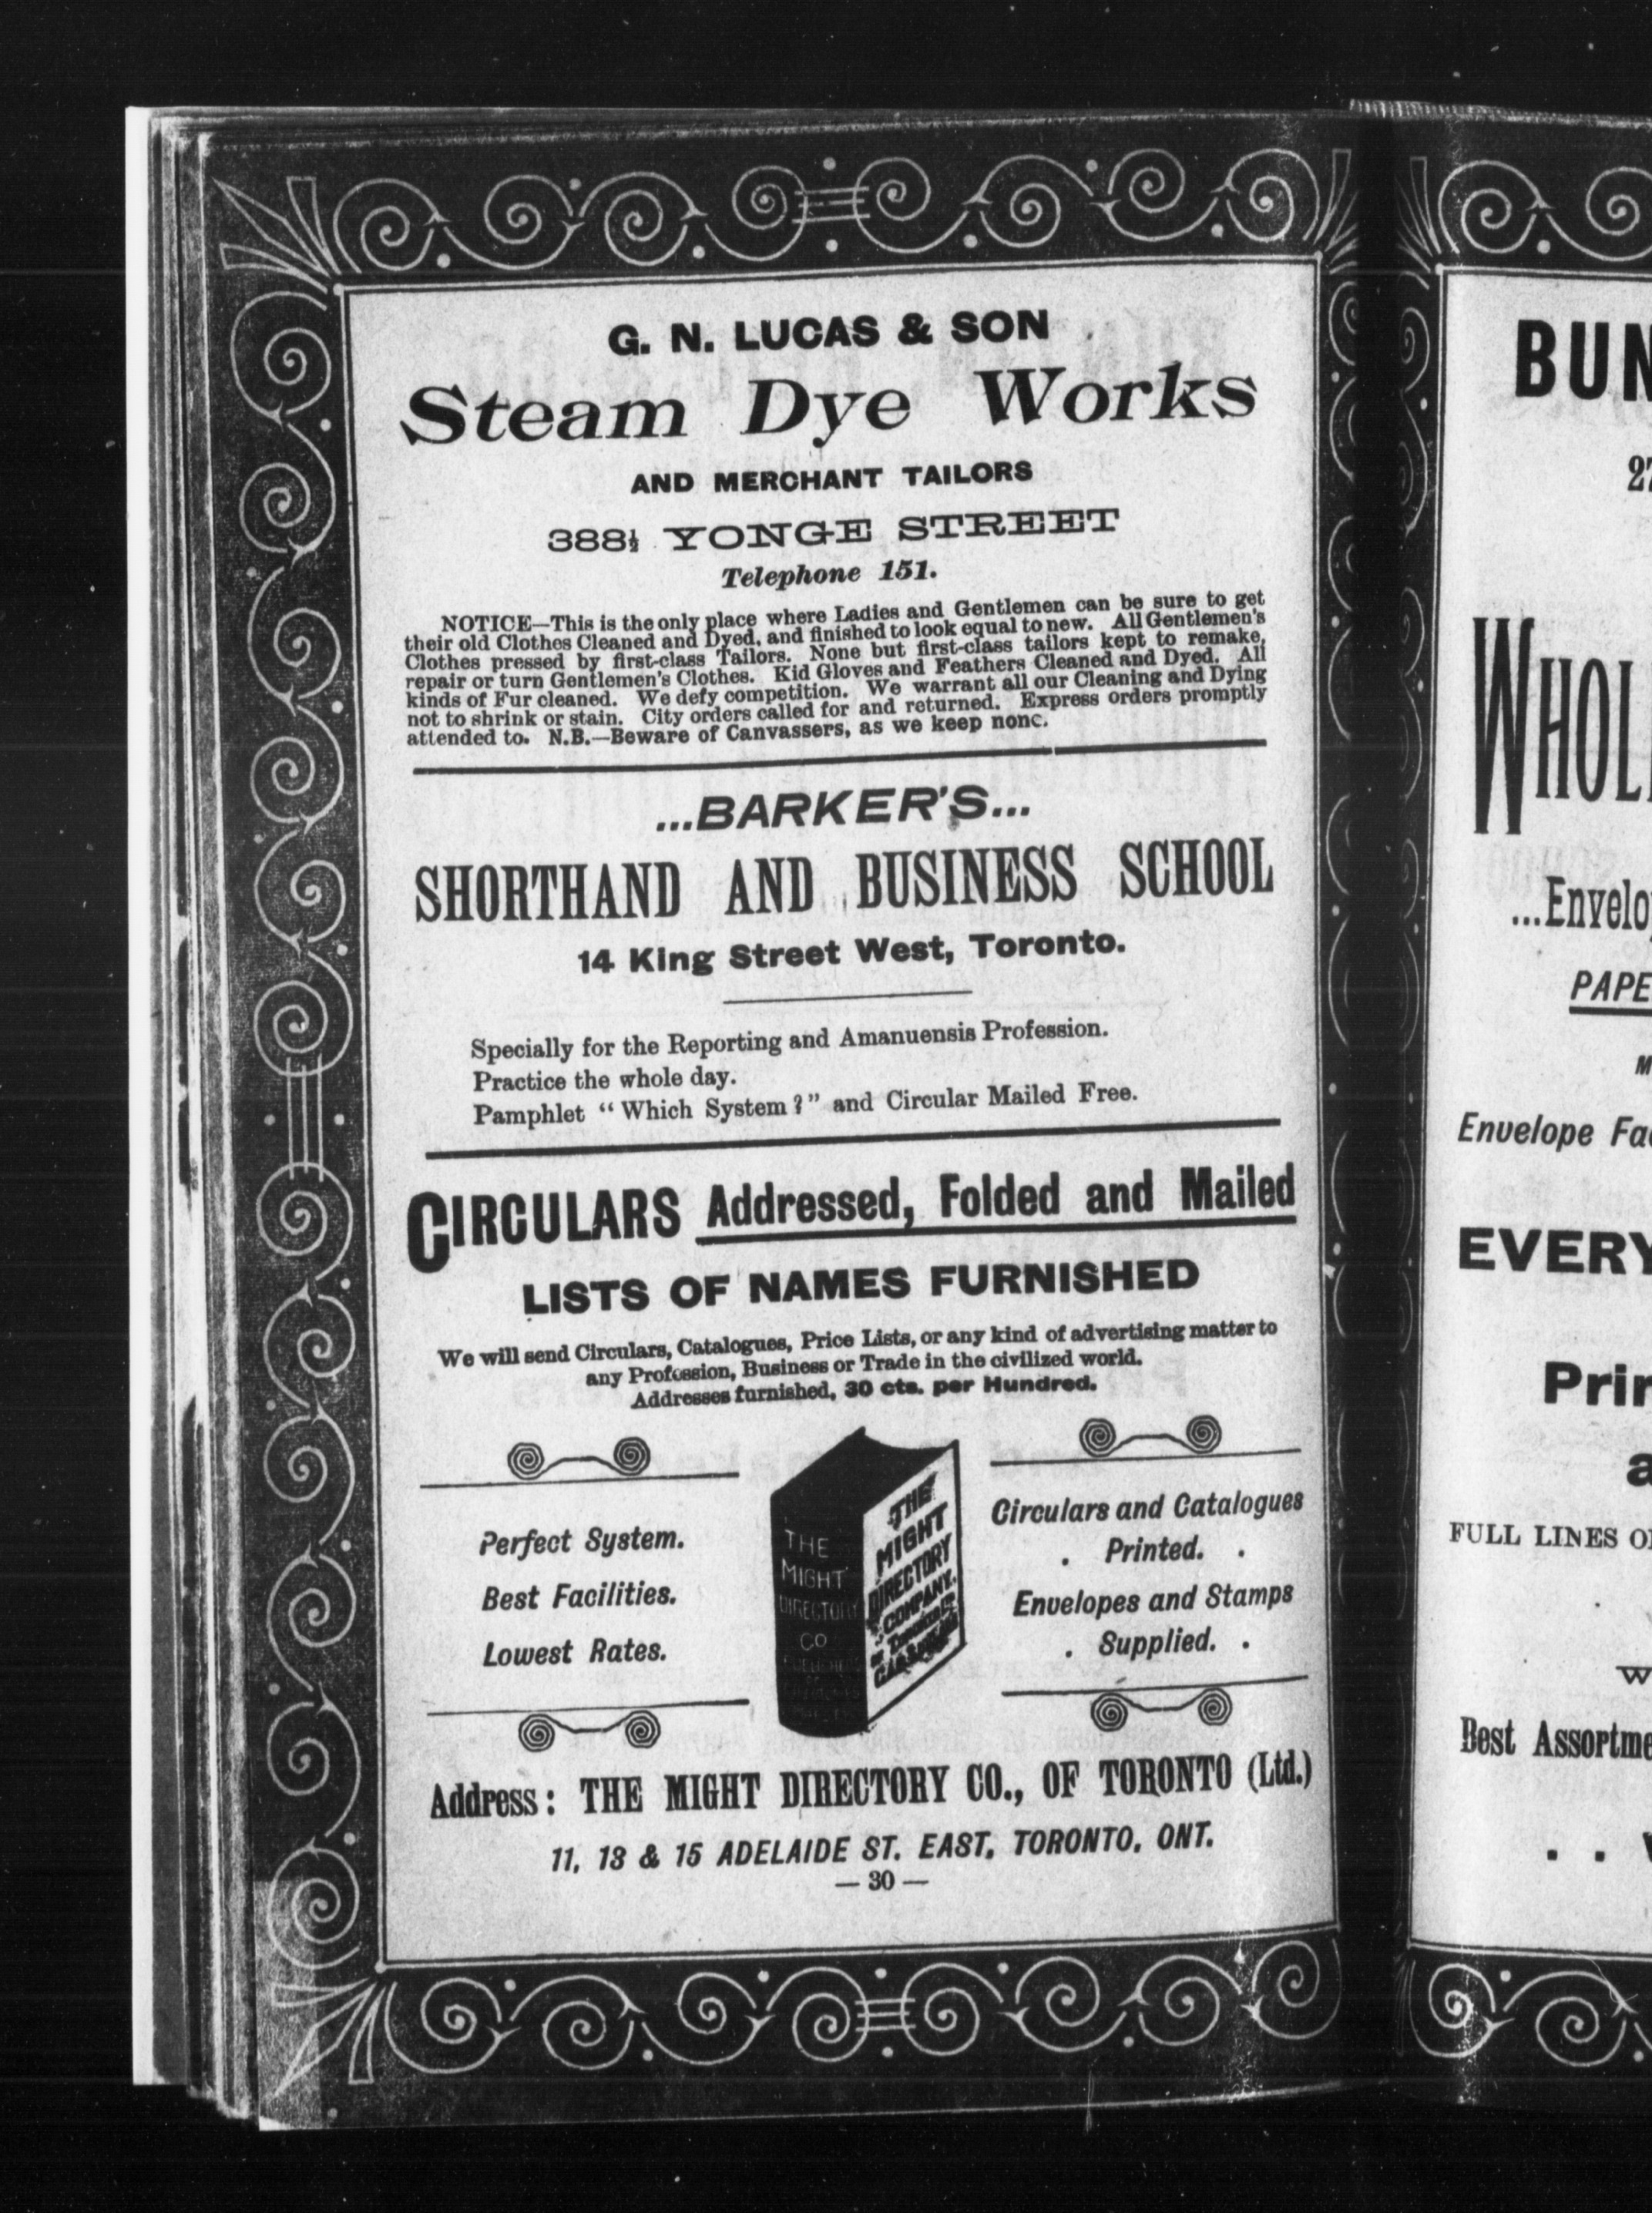 G. N. LUCAS & SON
Steam Dye Works
AND MERCHANT TAILORS
388½ YONGE STREET
Telephone 151.
NOTICE—This is the only place where Ladies and Gentlemen can be sure to get
their old Clothes Cleaned and Dyed, and finished to look equal to new. All Gentlemen's
Clothes pressed by first-class Tailors. None but first-class tailors kept to remake,
repair or turn Gentlemen's Clothes. Kid Gloves and Feathers Cleaned and Dyed. All
kinds of Fur cleaned. We defy competition. We warrant all our Cleaning and Dying
not to shrink or stain. City orders called for and returned. Express orders promptly
attended to. N.B.—Beware of Canvassers, as we keep none.
...BARKER'S...
SHORTHAND AND BUSINESS SCHOOL
14 King Street West, Toronto.
Specially for the Reporting and Amanuensis Profession.
Practice the whole day.
Pamphlet "Which System?" and Circular Mailed Free.
CIRCULARS Addressed, Folded and Mailed
LISTS OF NAMES FURNISHED
We will send Circulars, Catalogues, Price Lists, or any kind of advertising matter to
any Profession, Business or Trade in the civilized world.
Addresses furnished, 30 cts. per Hundred.
Perfect System.
Best Facilities.
Lowest Rates.
THE
MIGHT
DIRECTORY
CO
THE
MIGHT
DIRECTORY
COMPANY,
Circulars and Catalogues
. Printed. .
Envelopes and Stamps
. Supplied. .
Address: THE MIGHT DIRECTORY CO., OF TORONTO (Ltd.)
11, 13 & 15 ADELAIDE ST. EAST, TORONTO, ONT.
— 30 —
BUN
27
WHOL
...Envelo
PAPE
M
Envelope Fa
EVERY
Prin
a
FULL LINES O
W
Best Assortme
. . V